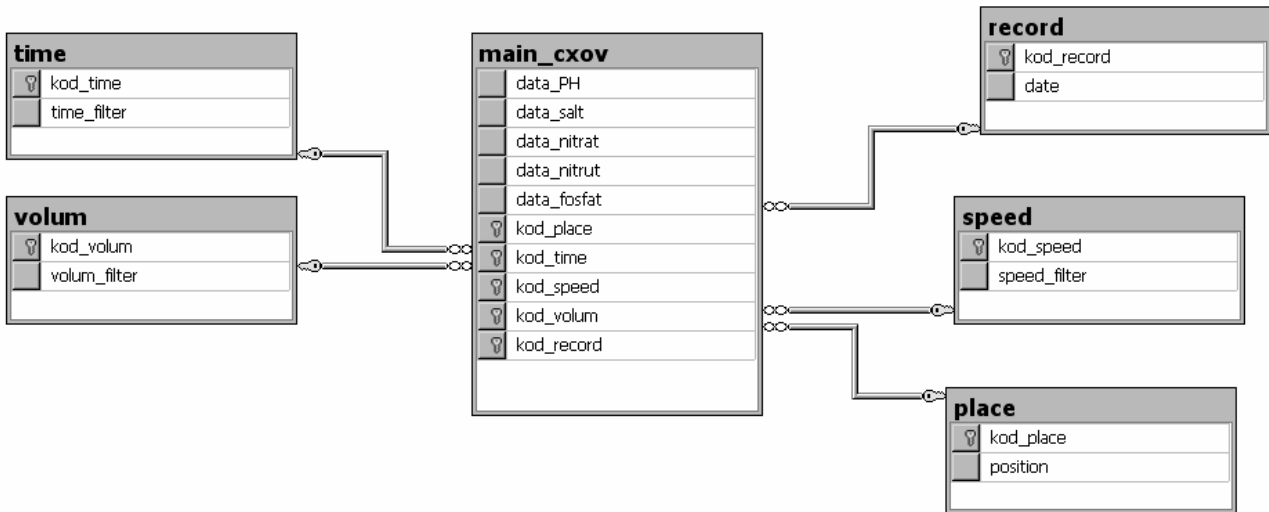 time
kod_time
time_filter
volum
kod_volum
volum_filter
main_cxov
data_PH
data_salt
data_nitrat
data_nitrut
data_fosfat
kod_place
kod_time
kod_speed
kod_volum
kod_record
record
kod_record
date
speed
kod_speed
speed_filter
place
kod_place
position